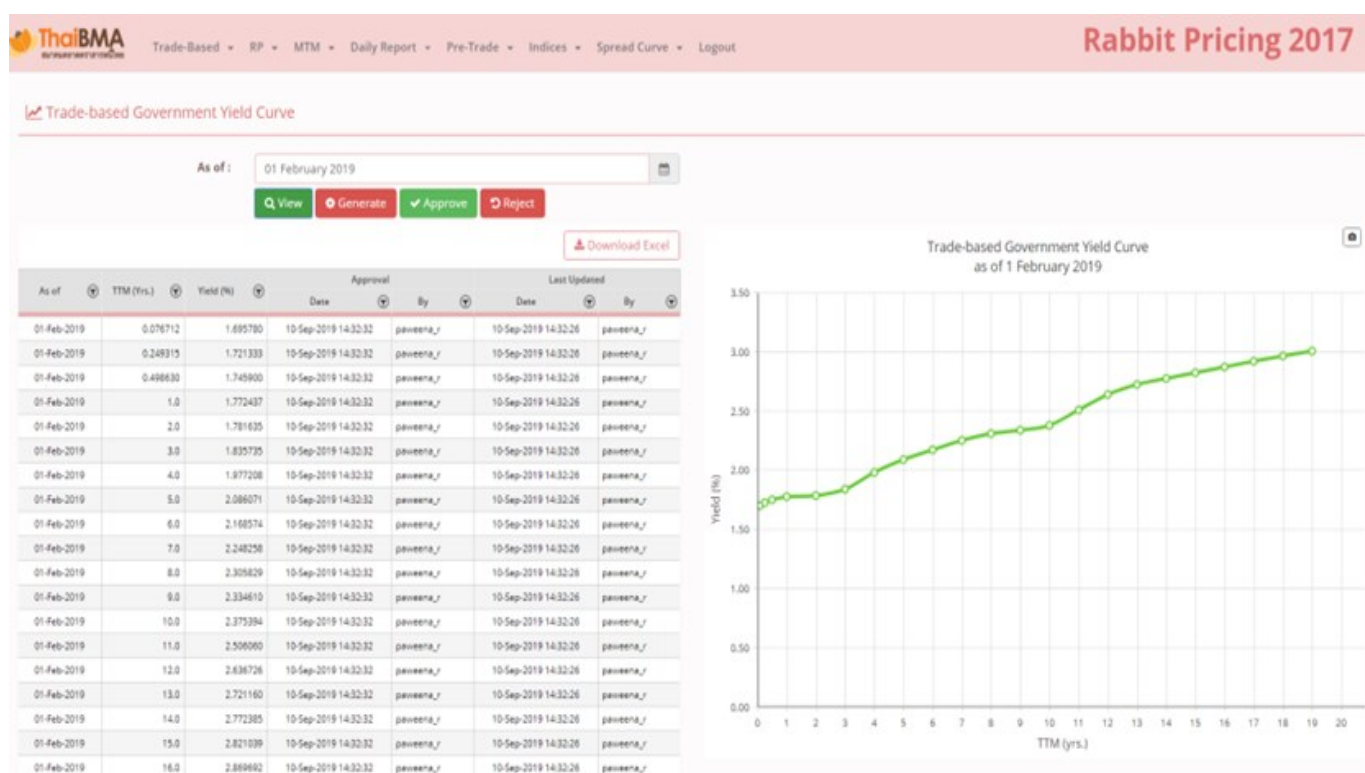 ThaiBMA
Trade-Based RP MTM Daily Report Pre-Trade Indices Spread Curve Logout
Rabbit Pricing 2017
Trade-based Government Yield Curve
As of : 01 February 2019
View Generate Approve Reject
Download Excel
As of TTM (Yrs.) Yield (%) Approval Last Updated
Date By Date By
01-Feb-2019 0.076712 1.695780 10-Sep-2019 14:32:32 paweena_r 10-Sep-2019 14:32:26 paweena_r
01-Feb-2019 0.249315 1.721333 10-Sep-2019 14:32:32 paweena_r 10-Sep-2019 14:32:26 paweena_r
01-Feb-2019 0.498630 1.745900 10-Sep-2019 14:32:32 paweena_r 10-Sep-2019 14:32:26 paweena_r
01-Feb-2019 1.0 1.772437 10-Sep-2019 14:32:32 paweena_r 10-Sep-2019 14:32:26 paweena_r
01-Feb-2019 2.0 1.781635 10-Sep-2019 14:32:32 paweena_r 10-Sep-2019 14:32:26 paweena_r
01-Feb-2019 3.0 1.835735 10-Sep-2019 14:32:32 paweena_r 10-Sep-2019 14:32:26 paweena_r
01-Feb-2019 4.0 1.977208 10-Sep-2019 14:32:32 paweena_r 10-Sep-2019 14:32:26 paweena_r
01-Feb-2019 5.0 2.086071 10-Sep-2019 14:32:32 paweena_r 10-Sep-2019 14:32:26 paweena_r
01-Feb-2019 6.0 2.168574 10-Sep-2019 14:32:32 paweena_r 10-Sep-2019 14:32:26 paweena_r
01-Feb-2019 7.0 2.248258 10-Sep-2019 14:32:32 paweena_r 10-Sep-2019 14:32:26 paweena_r
01-Feb-2019 8.0 2.305829 10-Sep-2019 14:32:32 paweena_r 10-Sep-2019 14:32:26 paweena_r
01-Feb-2019 9.0 2.334610 10-Sep-2019 14:32:32 paweena_r 10-Sep-2019 14:32:26 paweena_r
01-Feb-2019 10.0 2.375394 10-Sep-2019 14:32:32 paweena_r 10-Sep-2019 14:32:26 paweena_r
01-Feb-2019 11.0 2.506060 10-Sep-2019 14:32:32 paweena_r 10-Sep-2019 14:32:26 paweena_r
01-Feb-2019 12.0 2.636726 10-Sep-2019 14:32:32 paweena_r 10-Sep-2019 14:32:26 paweena_r
01-Feb-2019 13.0 2.721160 10-Sep-2019 14:32:32 paweena_r 10-Sep-2019 14:32:26 paweena_r
01-Feb-2019 14.0 2.772385 10-Sep-2019 14:32:32 paweena_r 10-Sep-2019 14:32:26 paweena_r
01-Feb-2019 15.0 2.821039 10-Sep-2019 14:32:32 paweena_r 10-Sep-2019 14:32:26 paweena_r
01-Feb-2019 16.0 2.869692 10-Sep-2019 14:32:32 paweena_r 10-Sep-2019 14:32:26 paweena_r
Trade-based Government Yield Curve
as of 1 February 2019
3.50
3.00
2.50
2.00
1.50
1.00
0.50
0.00
Yield (%)
0 1 2 3 4 5 6 7 8 9 10 11 12 13 14 15 16 17 18 19 20
TTM (yrs.)